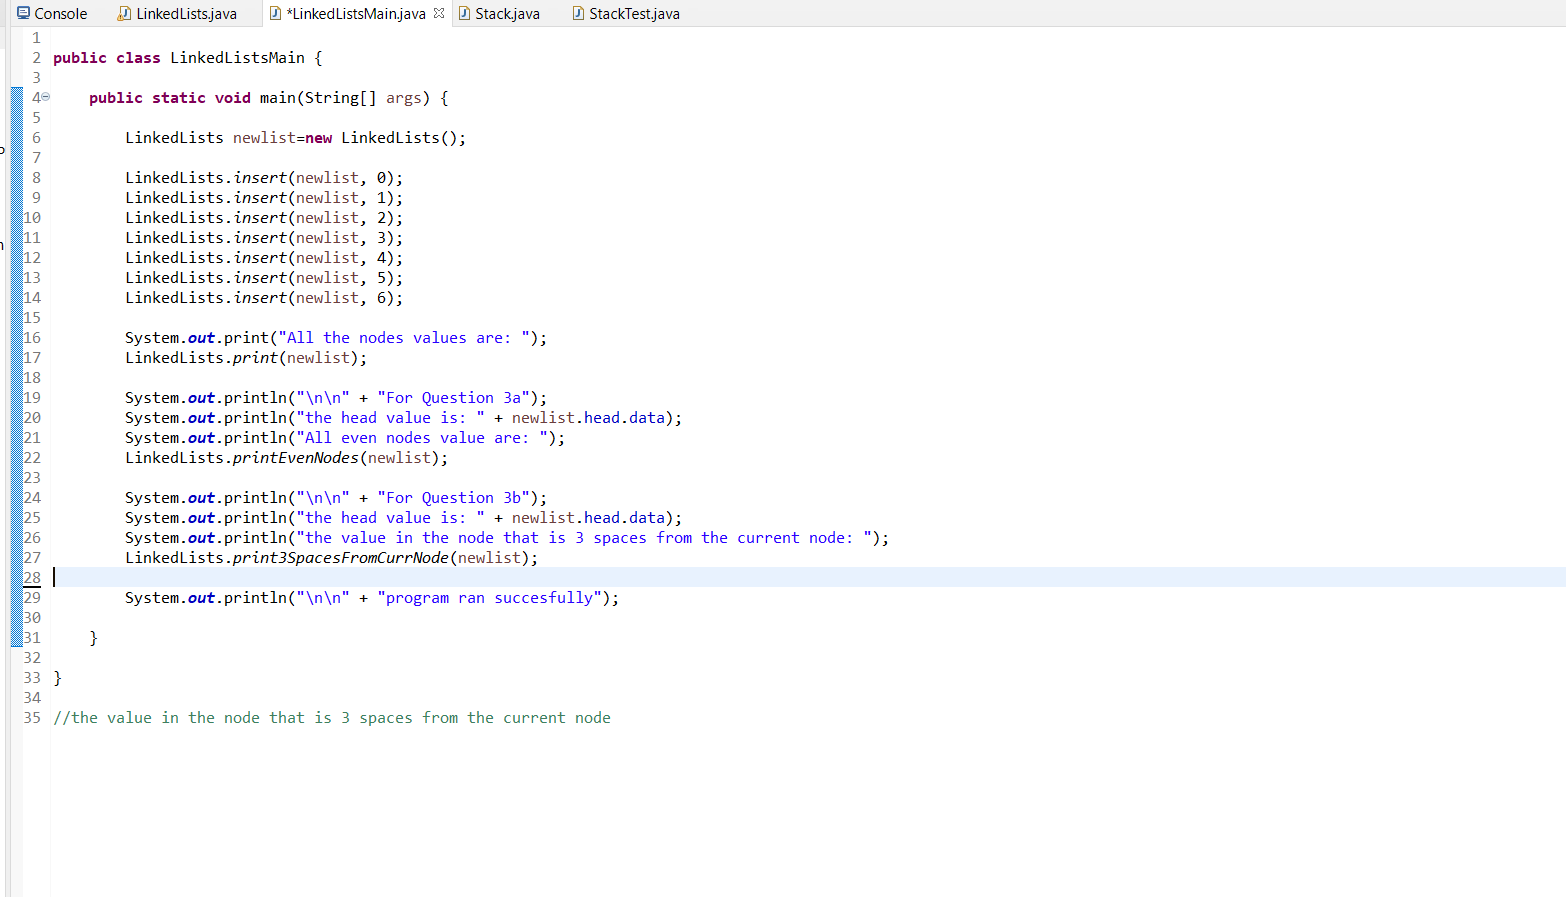 Console LinkedLists.java *LinkedListsMain.java Stack.java StackTest.java
1
2 public class LinkedListsMain {
3
4 public static void main(String[] args) {
5
6 LinkedLists newlist=new LinkedLists();
7
8 LinkedLists.insert(newlist, 0);
9 LinkedLists.insert(newlist, 1);
10 LinkedLists.insert(newlist, 2);
11 LinkedLists.insert(newlist, 3);
12 LinkedLists.insert(newlist, 4);
13 LinkedLists.insert(newlist, 5);
14 LinkedLists.insert(newlist, 6);
15
16 System.out.print("All the nodes values are: ");
17 LinkedLists.print(newlist);
18
19 System.out.println("\n\n" + "For Question 3a");
20 System.out.println("the head value is: " + newlist.head.data);
21 System.out.println("All even nodes value are: ");
22 LinkedLists.printEvenNodes(newlist);
23
24 System.out.println("\n\n" + "For Question 3b");
25 System.out.println("the head value is: " + newlist.head.data);
26 System.out.println("the value in the node that is 3 spaces from the current node: ");
27 LinkedLists.print3SpacesFromCurrNode(newlist);
28
29 System.out.println("\n\n" + "program ran succesfully");
30
31 }
32
33 }
34
35 //the value in the node that is 3 spaces from the current node